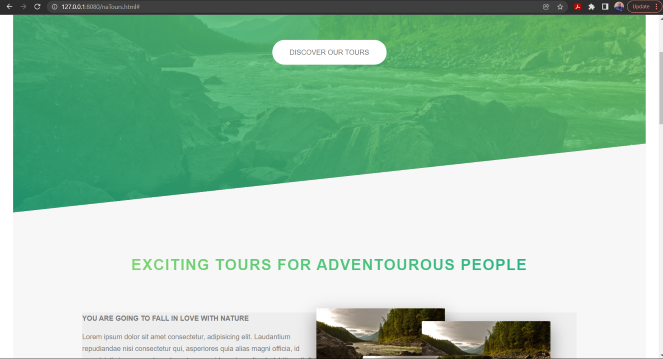 127.0.0.1:8080/natTours.html#
Update
DISCOVER OUR TOURS
EXCITING TOURS FOR ADVENTOUROUS PEOPLE
YOU ARE GOING TO FALL IN LOVE WITH NATURE
Lorem ipsum dolor sit amet consectetur, adipisicing elit. Laudantium
repudiandae nisi consectetur qui, asperiores quia alias magni officia, id